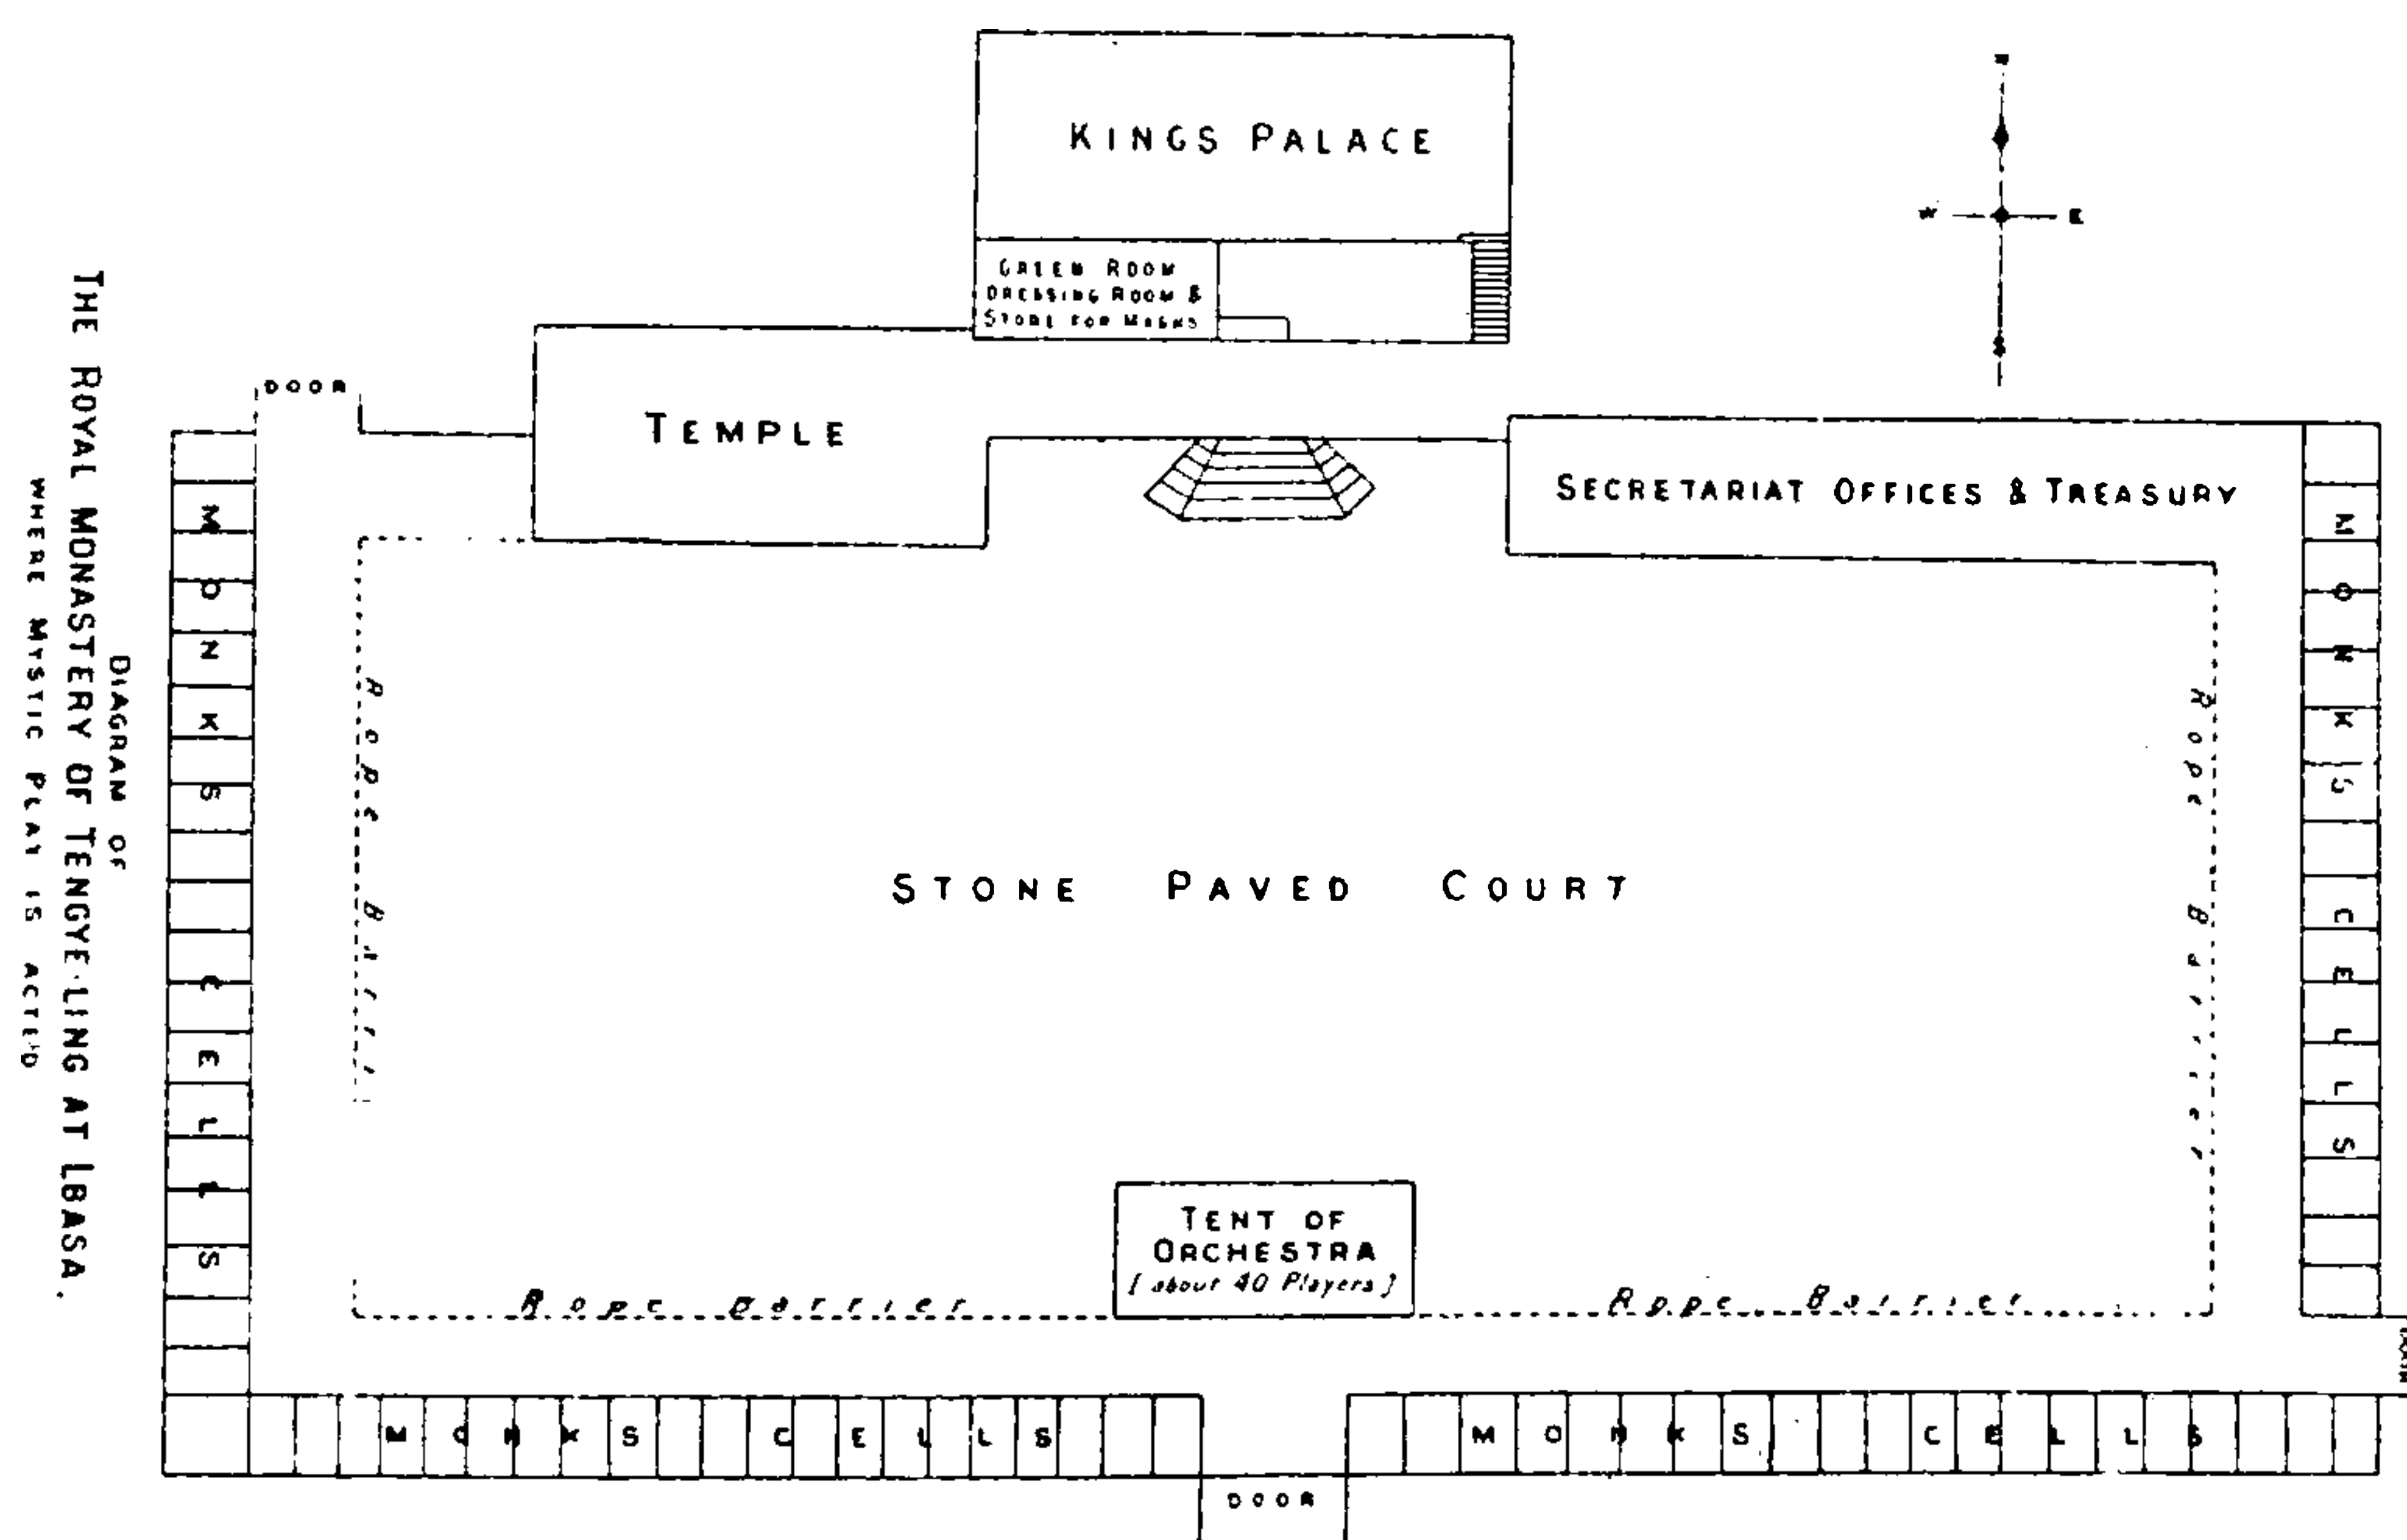 DIAGRAM OF
THE ROYAL MONASTERY OF TENGYE-LING AT LBASA.
WHERE MYSTIC PLAY IS ACTED
KINGS PALACE
GREEN ROOM
DRESSING ROOM &
STORE FOR MASKS
N
W
E
S
DOOR
TEMPLE
SECRETARIAT OFFICES & TREASURY
MONKS CELLS
MONKS CELLS
Rope Barrier
Rope Barrier
STONE PAVED COURT
TENT OF
ORCHESTRA
[about 40 Players]
Rope Barrier
Rope Barrier
MONKS CELLS
MONKS CELLS
DOOR